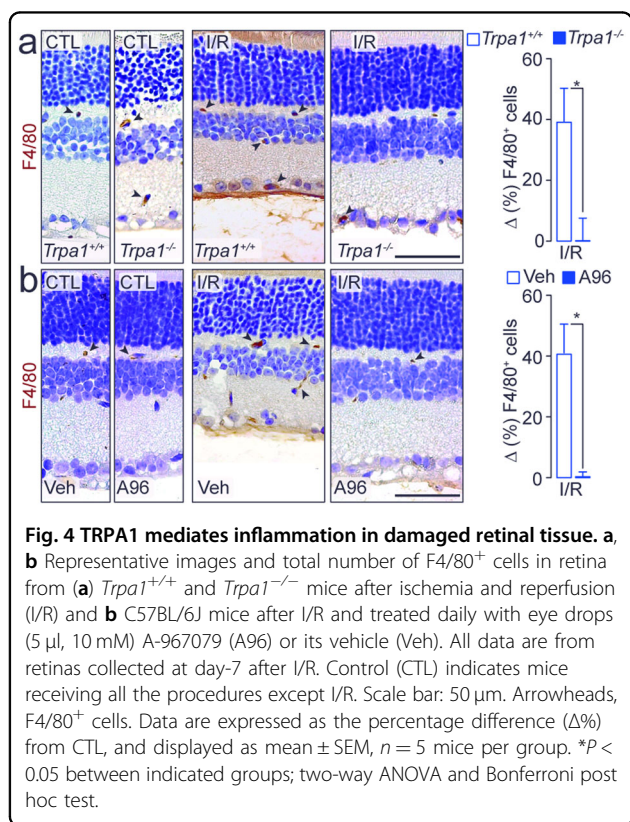 a
CTL
CTL
I/R
I/R
Trpa1+/+ Trpa1-/-
F4/80
Δ (%) F4/80+ cells
60
*
40
20
0
I/R
Trpa1+/+
Trpa1-/-
Trpa1+/+
Trpa1-/-
b
CTL
CTL
I/R
I/R
Veh A96
F4/80
Δ (%) F4/80+ cells
60
*
40
20
0
I/R
Veh
A96
Veh
A96
Fig. 4 TRPA1 mediates inflammation in damaged retinal tissue. a,
b Representative images and total number of F4/80+ cells in retina
from (a) Trpa1+/+ and Trpa1−/− mice after ischemia and reperfusion
(I/R) and b C57BL/6J mice after I/R and treated daily with eye drops
(5 μl, 10 mM) A-967079 (A96) or its vehicle (Veh). All data are from
retinas collected at day-7 after I/R. Control (CTL) indicates mice
receiving all the procedures except I/R. Scale bar: 50 μm. Arrowheads,
F4/80+ cells. Data are expressed as the percentage difference (Δ%)
from CTL, and displayed as mean ± SEM, n = 5 mice per group. *P <
0.05 between indicated groups; two-way ANOVA and Bonferroni post
hoc test.